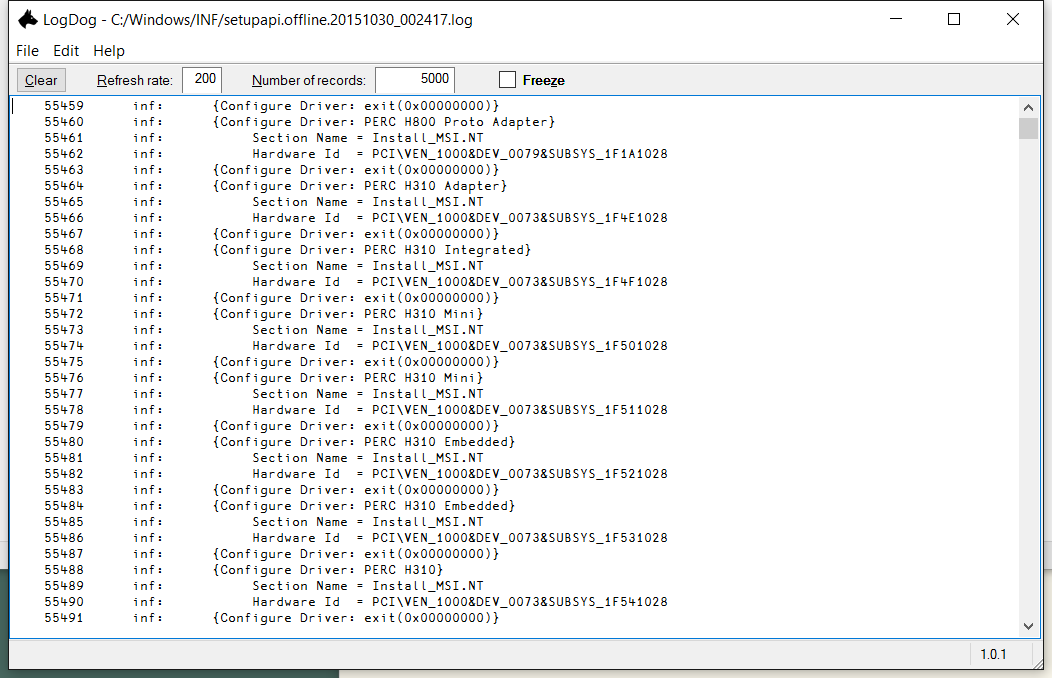 LogDog - C:/Windows/INF/setupapi.offline.20151030_002417.log
File Edit Help
Clear Refresh rate: 200 Number of records: 5000 Freeze
55459 inf: {Configure Driver: exit(0x00000000)}
55460 inf: {Configure Driver: PERC H800 Proto Adapter}
55461 inf: Section Name = Install_MSI.NT
55462 inf: Hardware Id = PCI\VEN_1000&DEV_0079&SUBSYS_1F1A1028
55463 inf: {Configure Driver: exit(0x00000000)}
55464 inf: {Configure Driver: PERC H310 Adapter}
55465 inf: Section Name = Install_MSI.NT
55466 inf: Hardware Id = PCI\VEN_1000&DEV_0073&SUBSYS_1F4E1028
55467 inf: {Configure Driver: exit(0x00000000)}
55468 inf: {Configure Driver: PERC H310 Integrated}
55469 inf: Section Name = Install_MSI.NT
55470 inf: Hardware Id = PCI\VEN_1000&DEV_0073&SUBSYS_1F4F1028
55471 inf: {Configure Driver: exit(0x00000000)}
55472 inf: {Configure Driver: PERC H310 Mini}
55473 inf: Section Name = Install_MSI.NT
55474 inf: Hardware Id = PCI\VEN_1000&DEV_0073&SUBSYS_1F501028
55475 inf: {Configure Driver: exit(0x00000000)}
55476 inf: {Configure Driver: PERC H310 Mini}
55477 inf: Section Name = Install_MSI.NT
55478 inf: Hardware Id = PCI\VEN_1000&DEV_0073&SUBSYS_1F511028
55479 inf: {Configure Driver: exit(0x00000000)}
55480 inf: {Configure Driver: PERC H310 Embedded}
55481 inf: Section Name = Install_MSI.NT
55482 inf: Hardware Id = PCI\VEN_1000&DEV_0073&SUBSYS_1F521028
55483 inf: {Configure Driver: exit(0x00000000)}
55484 inf: {Configure Driver: PERC H310 Embedded}
55485 inf: Section Name = Install_MSI.NT
55486 inf: Hardware Id = PCI\VEN_1000&DEV_0073&SUBSYS_1F531028
55487 inf: {Configure Driver: exit(0x00000000)}
55488 inf: {Configure Driver: PERC H310}
55489 inf: Section Name = Install_MSI.NT
55490 inf: Hardware Id = PCI\VEN_1000&DEV_0073&SUBSYS_1F541028
55491 inf: {Configure Driver: exit(0x00000000)}
1.0.1